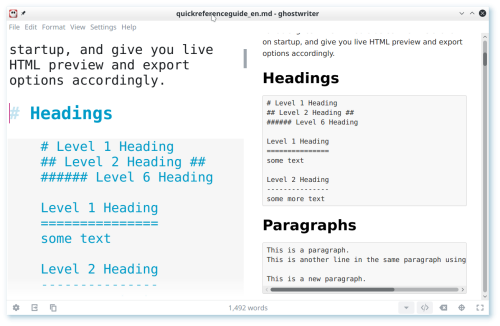 quickreferenceguide_en.md - ghostwriter
File Edit Format View Settings Help
startup, and give you live
HTML preview and export
options accordingly.
# Headings
# Level 1 Heading
## Level 2 Heading ##
###### Level 6 Heading
Level 1 Heading
===============
some text
Level 2 Heading
---------------
on startup, and give you live HTML preview and export
options accordingly.
Headings
# Level 1 Heading
## Level 2 Heading ##
###### Level 6 Heading
Level 1 Heading
===============
some text
Level 2 Heading
---------------
some more text
Paragraphs
This is a paragraph.
This is another line in the same paragraph using
This is a new paragraph.
1,492 words